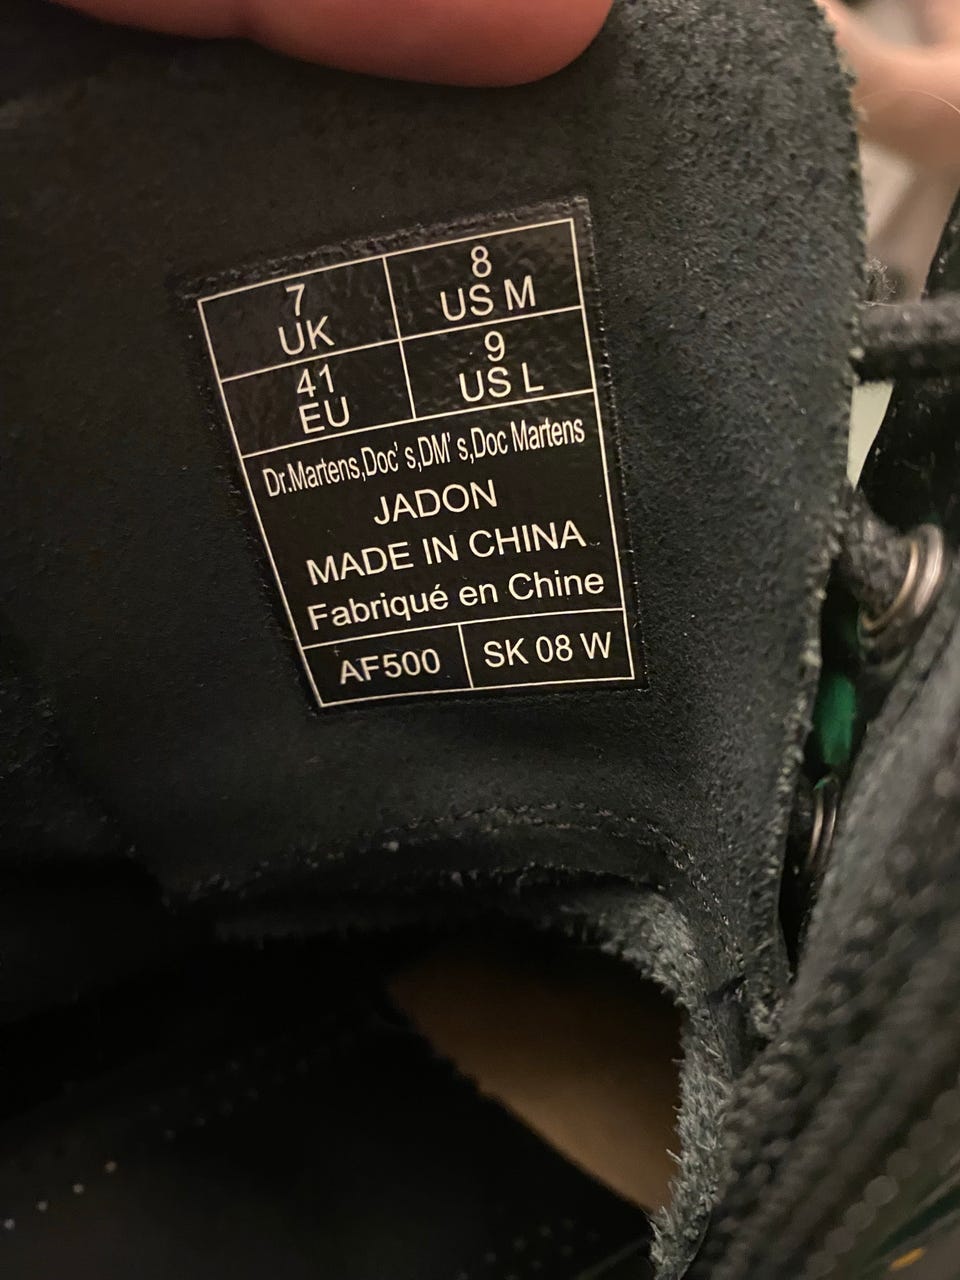 7
UK
8
US M
41
EU
9
US L
Dr.Martens,Doc' s,DM' s,Doc Martens
JADON
MADE IN CHINA
Fabriqué en Chine
AF500
SK 08 W